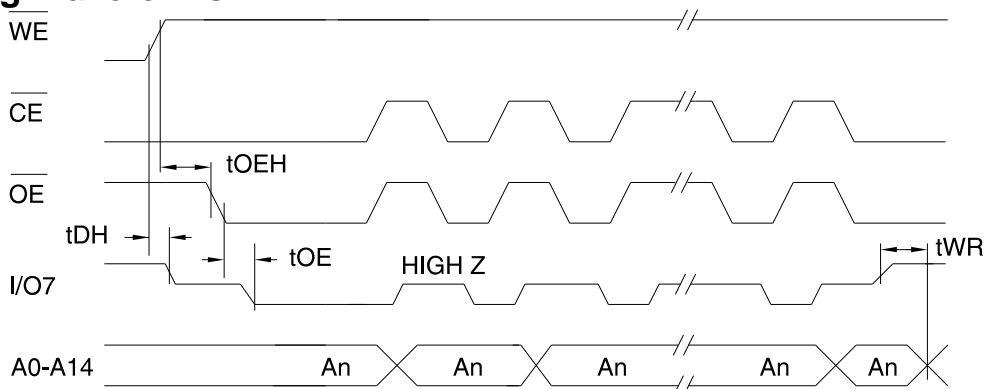 WE
CE
tOEH
OE
tDH
tOE
HIGH Z
tWR
I/O7
A0-A14 An An An An An